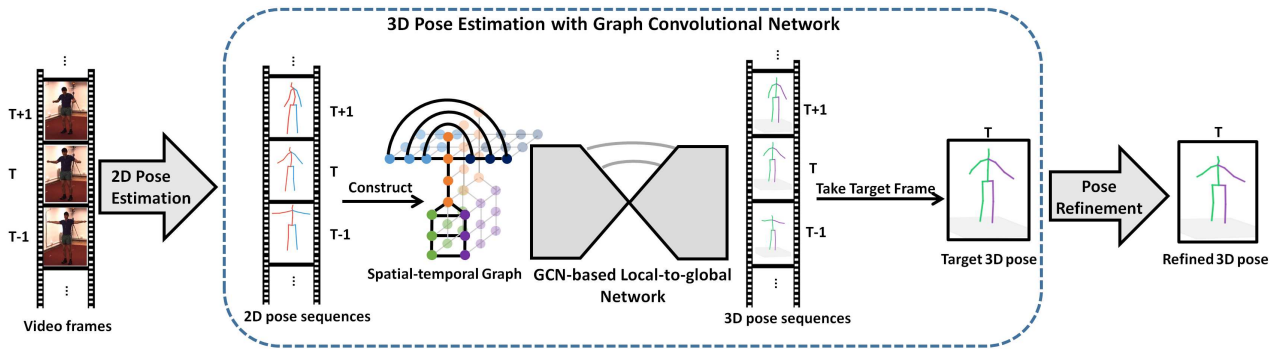 3D Pose Estimation with Graph Convolutional Network
...
T+1
T
T-1
...
Video frames
2D Pose
Estimation
...
T+1
T
T-1
...
2D pose sequences
Construct
Spatial-temporal Graph
GCN-based Local-to-global
Network
...
T+1
T
T-1
...
3D pose sequences
Take Target Frame
T
Target 3D pose
Pose
Refinement
T
Refined 3D pose